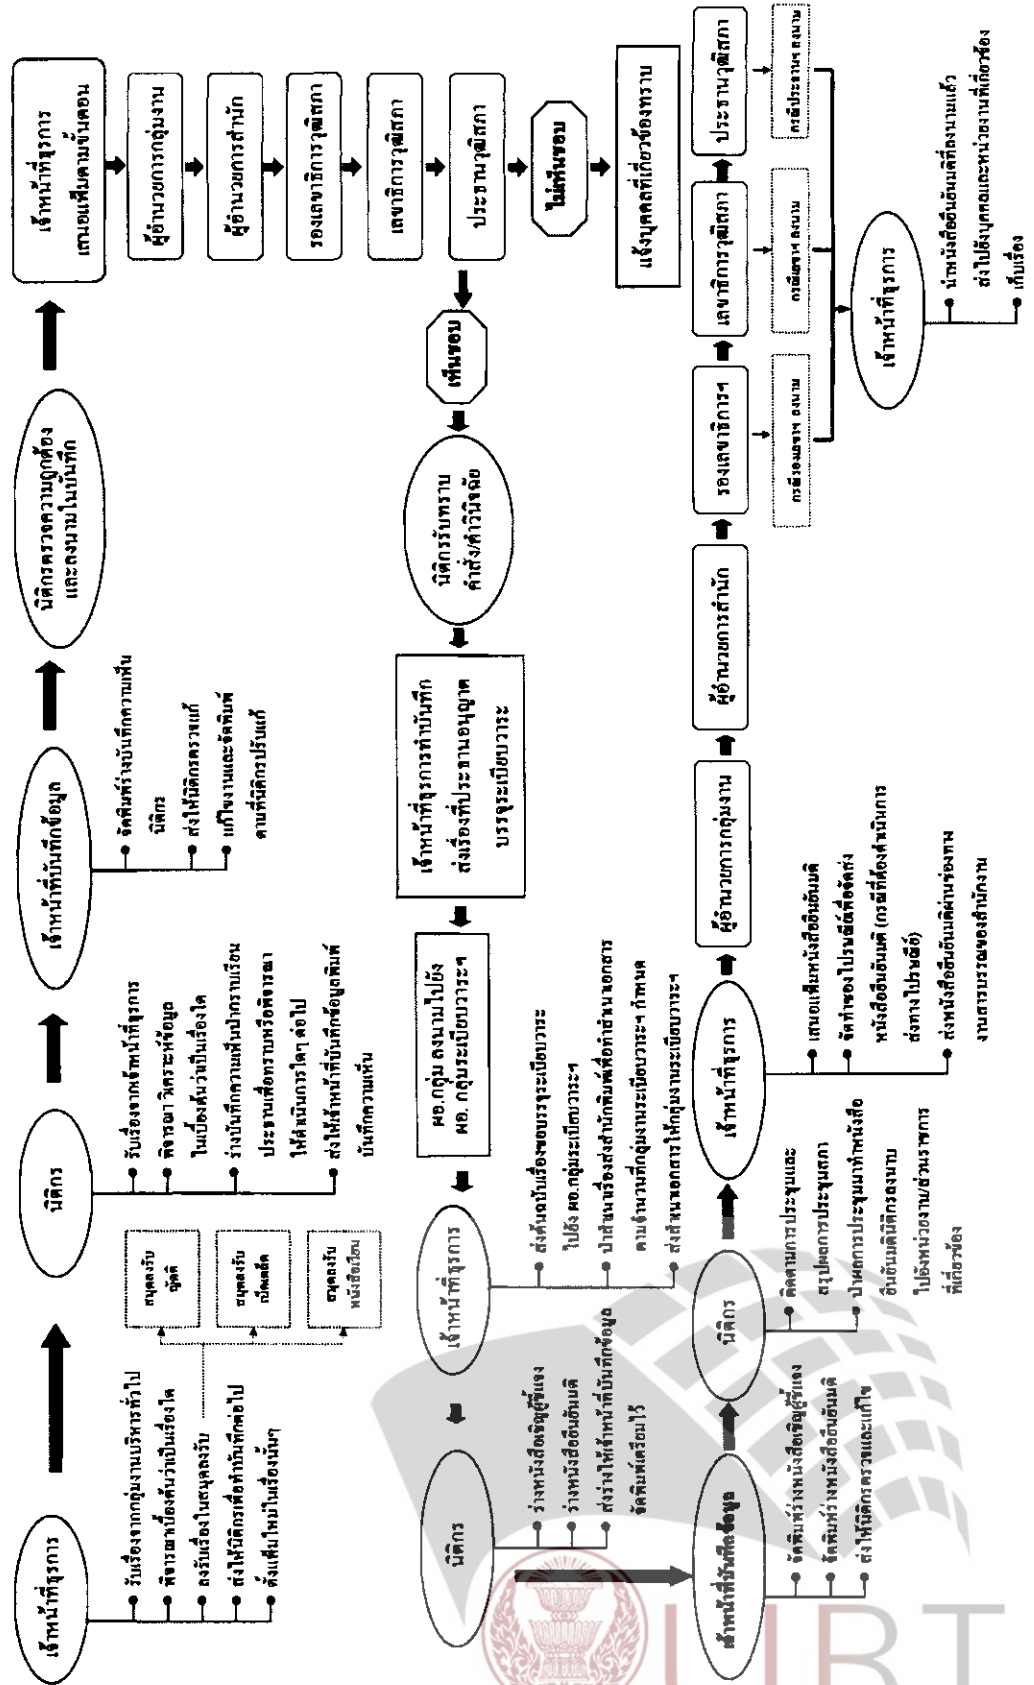 เจ้าหน้าที่ธุรการ
รับเรื่องจากกลุ่มงานบริหารทั่วไป
พิจารณาเบื้องต้นว่าเป็นเรื่องใด
ลงรับเรื่องในสมุดลงรับ
ส่งให้นิติกรเพื่อทำบันทึกต่อไป
ตั้งแฟ้มใหม่ในเรื่องนั้นๆ
สมุดลงรับ
ญัตติ
สมุดลงรับ
เบ็ดเตล็ด
สมุดลงรับ
หนังสือเวียน
นิติกร
รับเรื่องจากเจ้าหน้าที่ธุรการ
พิจารณา วิเคราะห์ข้อมูล
ในเบื้องต้นว่าเป็นเรื่องใด
ร่างบันทึกความเห็นนำกราบเรียน
ประธานเพื่อทราบหรือพิจารณา
ให้ดำเนินการใดๆ ต่อไป
ส่งให้เจ้าหน้าที่บันทึกข้อมูลพิมพ์
บันทึกความเห็น
เจ้าหน้าที่บันทึกข้อมูล
จัดพิมพ์ร่างบันทึกความเห็น
นิติกร
ส่งให้นิติกรตรวจแก้
แก้ไขงานและจัดพิมพ์
ตามที่นิติกรปรับแก้
นิติกรตรวจความถูกต้อง
และลงนามในบันทึก
เจ้าหน้าที่ธุรการ
เสนอแฟ้มตามขั้นตอน
ผู้อำนวยการกลุ่มงาน
ผู้อำนวยการสำนัก
รองเลขาธิการวุฒิสภา
เลขาธิการวุฒิสภา
ประธานวุฒิสภา
ไม่เห็นชอบ
แจ้งบุคคลที่เกี่ยวข้องทราบ
เห็นชอบ
นิติกรรับทราบ
คำสั่ง/คำวินิจฉัย
เจ้าหน้าที่ธุรการทำบันทึก
ส่งเรื่องที่ประธานอนุญาต
บรรจุระเบียบวาระ
ผอ.กลุ่ม ลงนามไปยัง
ผอ. กลุ่มระเบียบวาระฯ
เจ้าหน้าที่ธุรการ
ส่งต้นฉบับเรื่องขอบรรจุระเบียบวาระ
ไปยัง ผอ.กลุ่มระเบียบวาระฯ
นำสำเนาเรื่องส่งสำนักพิมพ์เพื่อทำสำเนาเอกสาร
ตามจำนวนที่กลุ่มงานระเบียบวาระฯ กำหนด
ส่งสำเนาเอกสารให้กลุ่มงานระเบียบวาระฯ
นิติกร
ร่างหนังสือเชิญผู้ชี้แจง
ร่างหนังสือยืนยันมติ
ส่งร่างให้เจ้าหน้าที่บันทึกข้อมูล
จัดพิมพ์เตรียมไว้
เจ้าหน้าที่บันทึกข้อมูล
จัดพิมพ์ร่างหนังสือเชิญผู้ชี้แจง
จัดพิมพ์ร่างหนังสือยืนยันมติ
ส่งให้นิติกรตรวจและแก้ไข
นิติกร
ติดตามการประชุมและ
สรุปผลการประชุมสภา
นำผลการประชุมมาทำหนังสือ
ยืนยันมตินิติกรลงนาม
ไปยังหน่วยงาน/ส่วนราชการ
ที่เกี่ยวข้อง
เจ้าหน้าที่ธุรการ
เสนอแฟ้มหนังสือยืนยันมติ
จัดทำซองไปรษณีย์เพื่อจัดส่ง
หนังสือยืนยันมติ (กรณีที่ต้องดำเนินการ
ส่งทางไปรษณีย์)
ส่งหนังสือยืนยันมติผ่านช่องทาง
งานสารบรรณของสำนักงาน
ผู้อำนวยการกลุ่มงาน
ผู้อำนวยการสำนัก
รองเลขาธิการฯ
เลขาธิการวุฒิสภา
ประธานวุฒิสภา
กรณีรองเลขาฯ ลงนาม
กรณีเลขาฯ ลงนาม
กรณีประธานฯ ลงนาม
เจ้าหน้าที่ธุรการ
นำหนังสือยืนยันมติที่ลงนามแล้ว
ส่งไปยังบุคคลและหน่วยงานที่เกี่ยวข้อง
เก็บเรื่อง